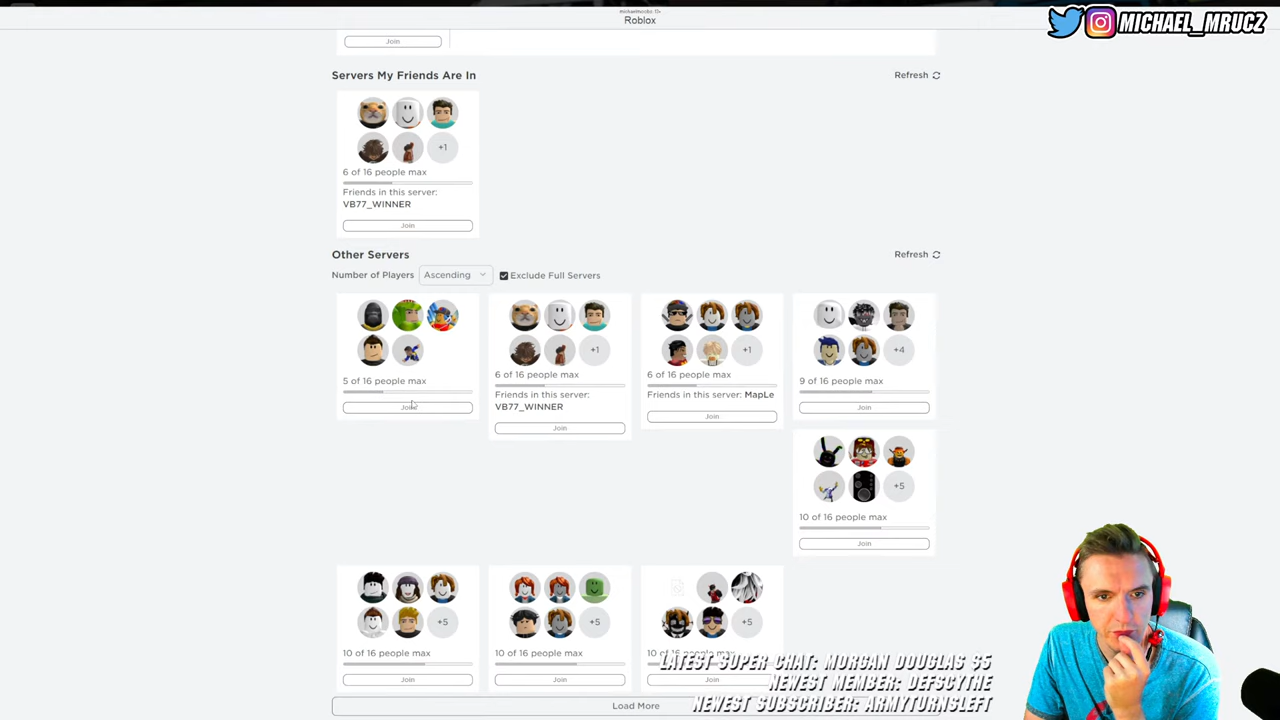 Roblox
MICHAEL_MRUCZ
Join
Servers My Friends Are In
Refresh
+1
6 of 16 people max
Friends in this server:
VB77_WINNER
Join
Other Servers
Refresh
Number of Players
Ascending
Exclude Full Servers
5 of 16 people max
Join
+1
6 of 16 people max
Friends in this server:
VB77_WINNER
Join
+1
6 of 16 people max
Friends in this server: MapLe
Join
+4
9 of 16 people max
Join
+5
10 of 16 people max
Join
+5
10 of 16 people max
Join
+5
10 of 16 people max
Join
+5
Join
Load More
LATEST SUPER CHAT: MORGAN DOUGLAS $5
NEWEST MEMBER: DEFSCYTHE
NEWEST SUBSCRIBER: ARMYTURNSLEFT